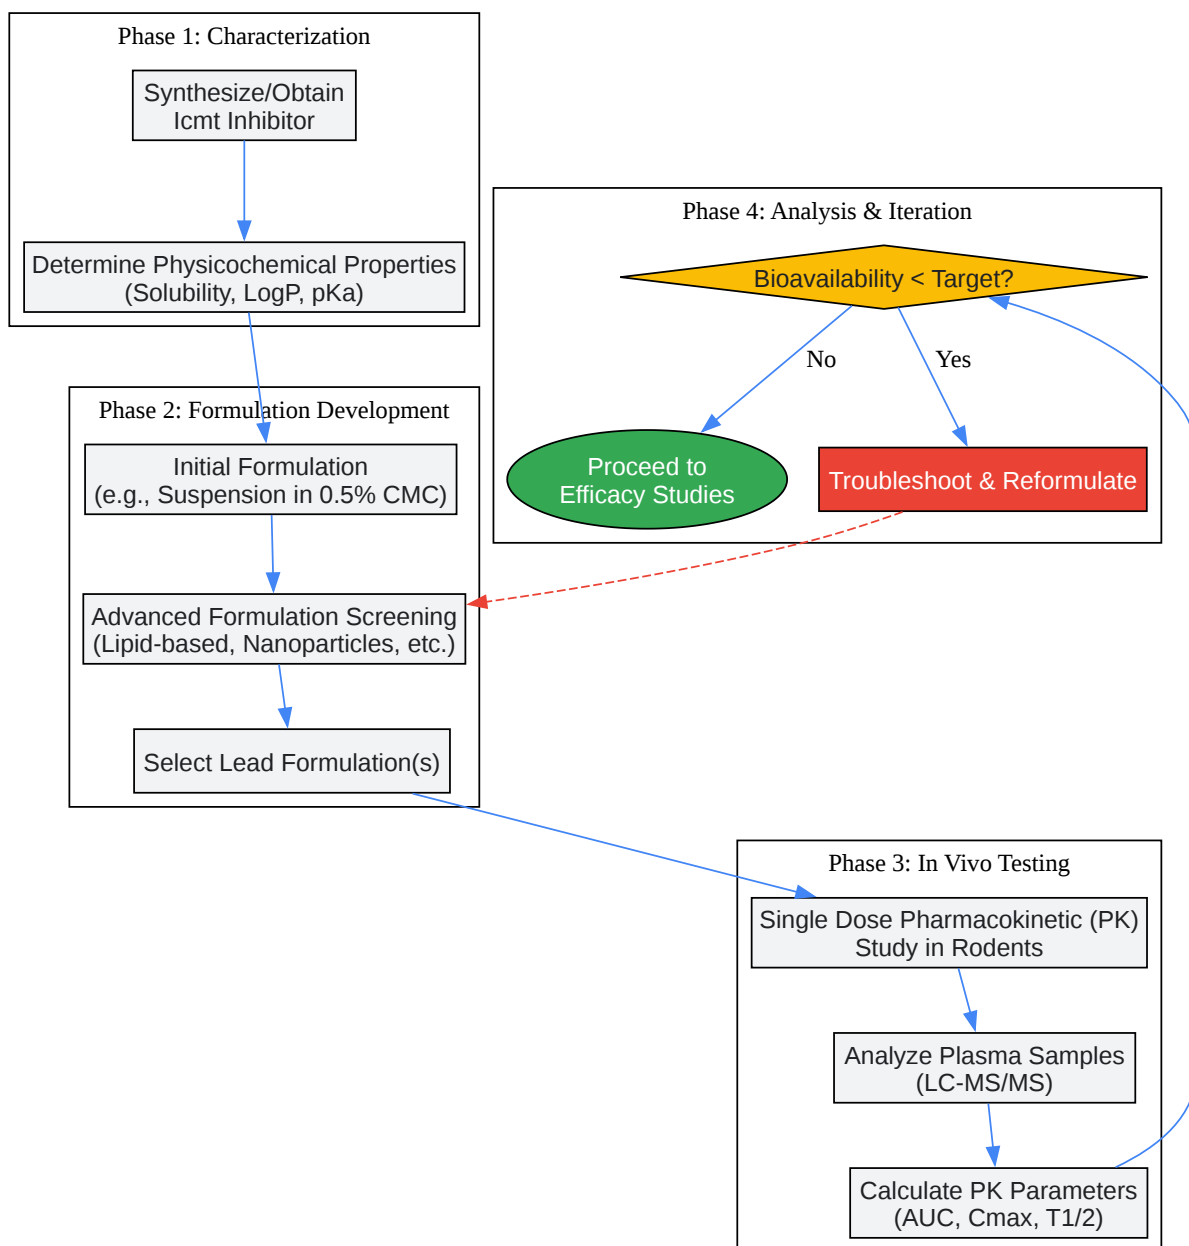 Phase 1: Characterization
Synthesize/Obtain
Icmt Inhibitor
Determine Physicochemical Properties
(Solubility, LogP, pKa)
Phase 2: Formulation Development
Initial Formulation
(e.g., Suspension in 0.5% CMC)
Advanced Formulation Screening
(Lipid-based, Nanoparticles, etc.)
Select Lead Formulation(s)
Phase 3: In Vivo Testing
Single Dose Pharmacokinetic (PK)
Study in Rodents
Analyze Plasma Samples
(LC-MS/MS)
Calculate PK Parameters
(AUC, Cmax, T1/2)
Phase 4: Analysis & Iteration
Bioavailability < Target?
No
Yes
Proceed to
Efficacy Studies
Troubleshoot & Reformulate